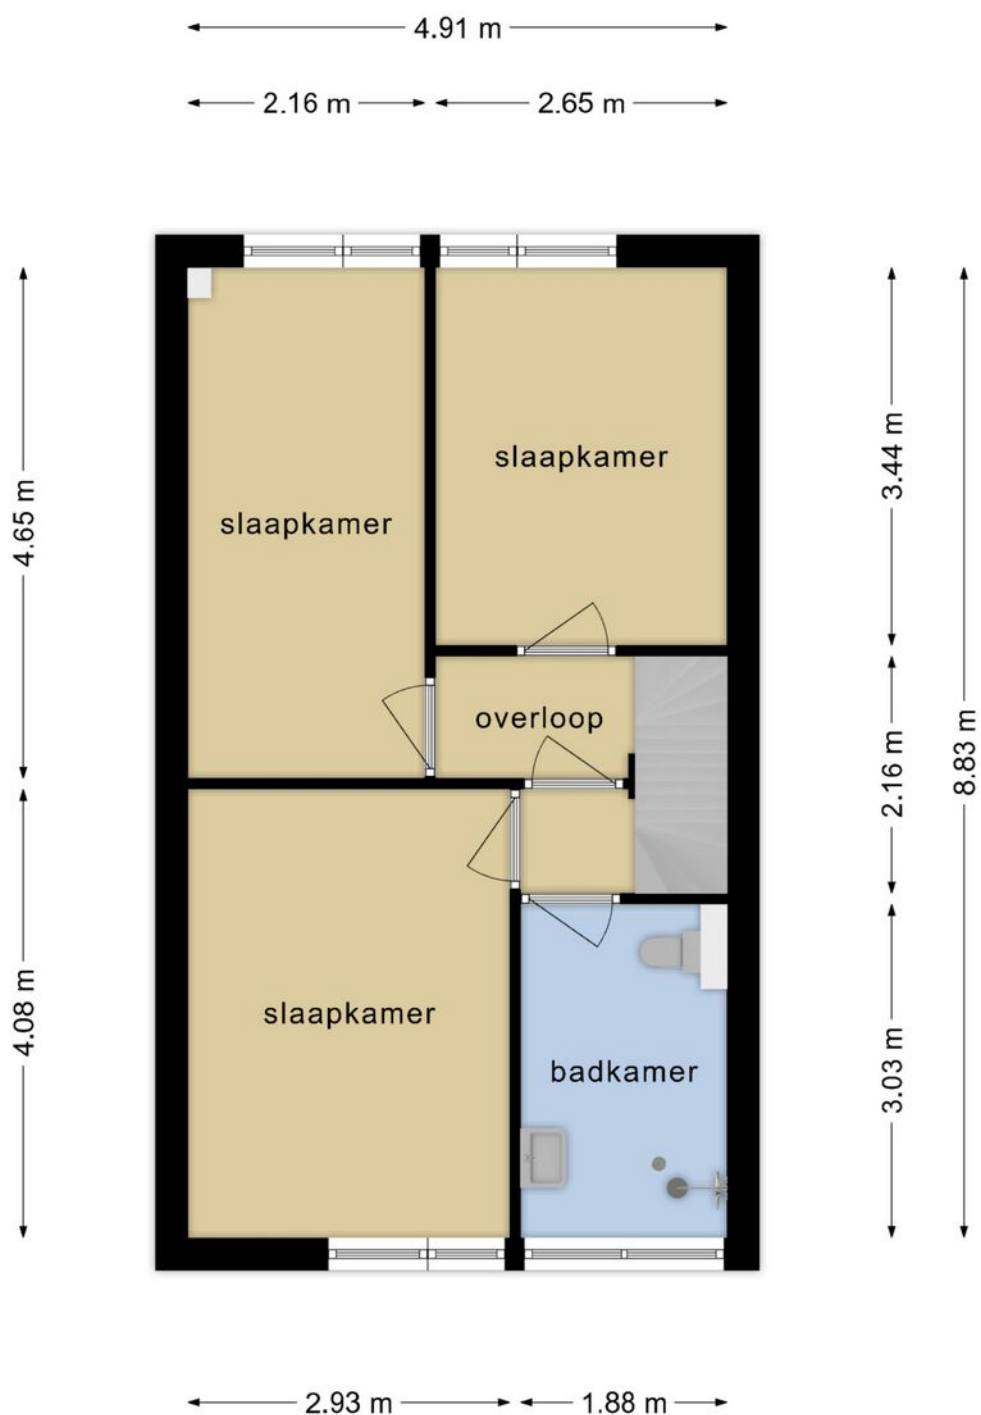 4.91 m
2.16 m
2.65 m
4.65 m
3.44 m
slaapkamer
slaapkamer
overloop
2.16 m
8.83 m
4.08 m
slaapkamer
badkamer
3.03 m
2.93 m
1.88 m